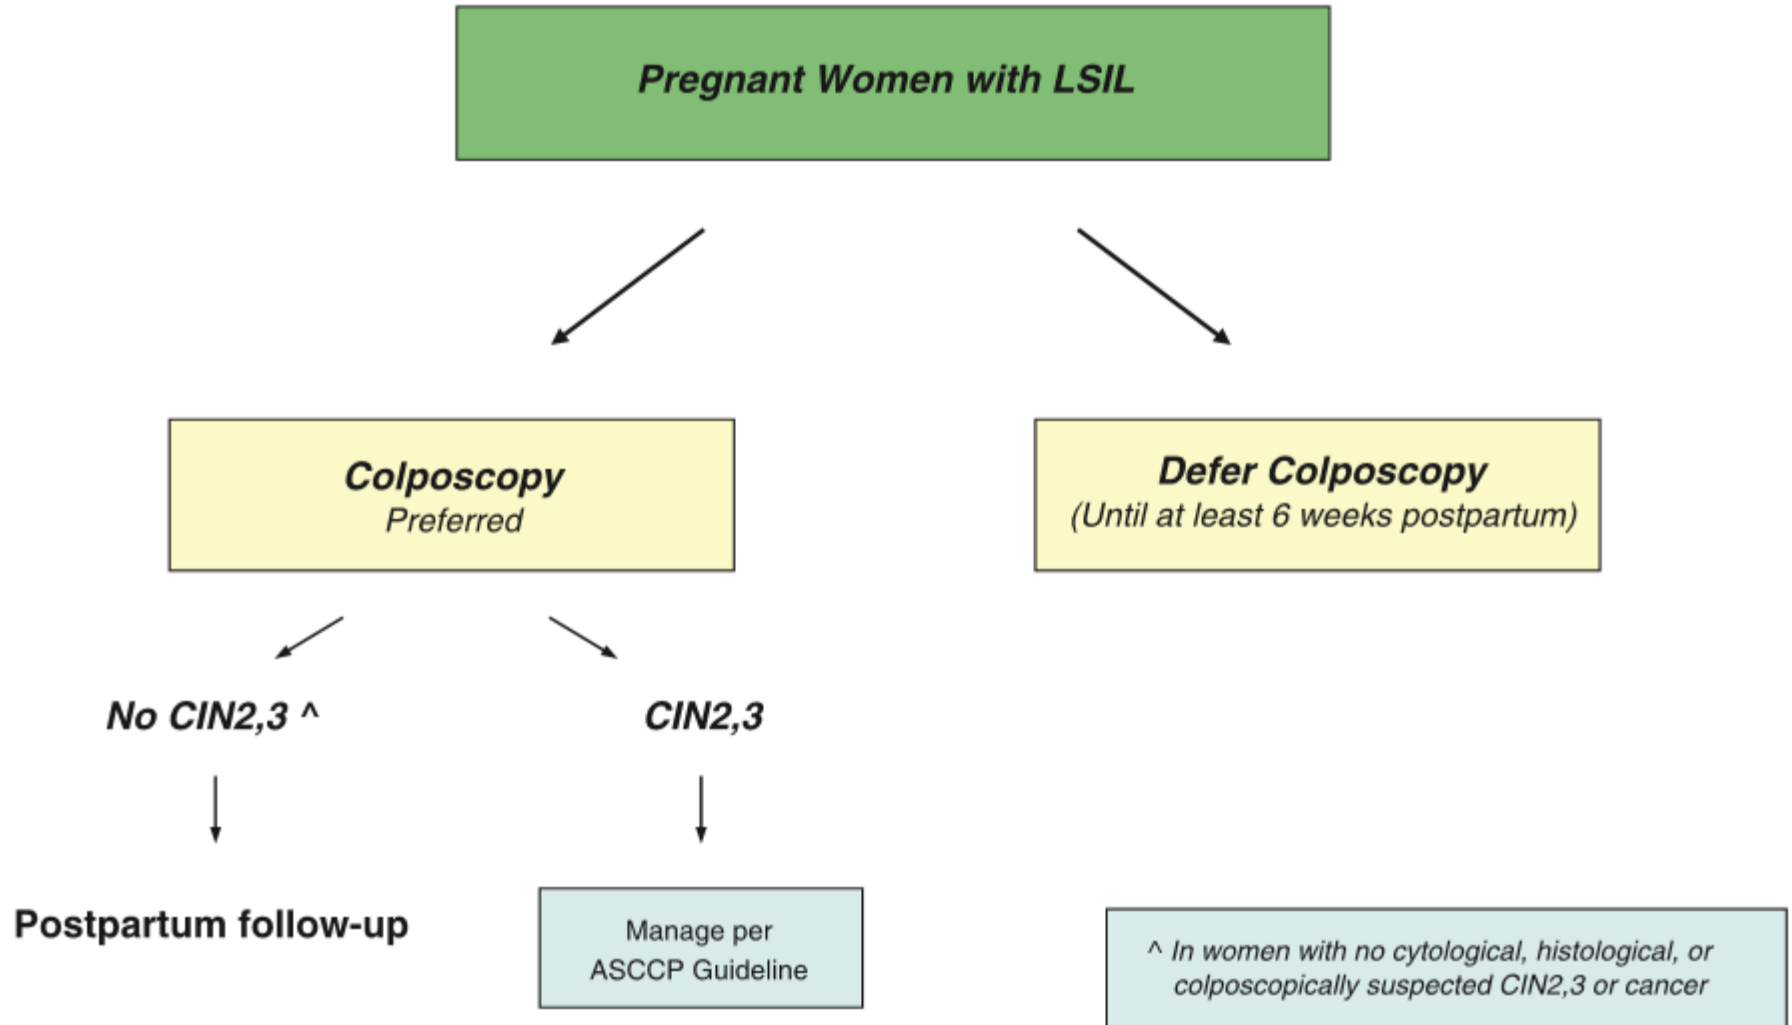 Pregnant Women with LSIL
Colposcopy
Preferred
Defer Colposcopy
(Until at least 6 weeks postpartum)
No CIN2,3 ^
CIN2,3
Postpartum follow-up
Manage per
ASCCP Guideline
^ In women with no cytological, histological, or
colposcopically suspected CIN2,3 or cancer